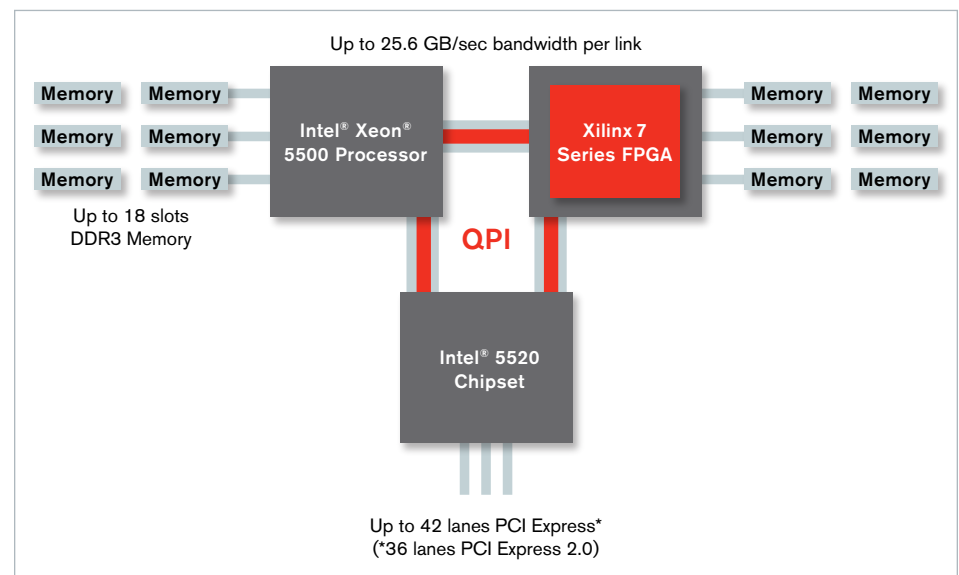 Up to 25.6 GB/sec bandwidth per link
Memory Memory
Intel® Xeon®
5500 Processor
Xilinx 7
Series FPGA
Memory Memory
Memory Memory
Memory Memory
Memory Memory
Memory Memory
Up to 18 slots
DDR3 Memory
QPI
Intel® 5520
Chipset
Up to 42 lanes PCI Express*
(*36 lanes PCI Express 2.0)